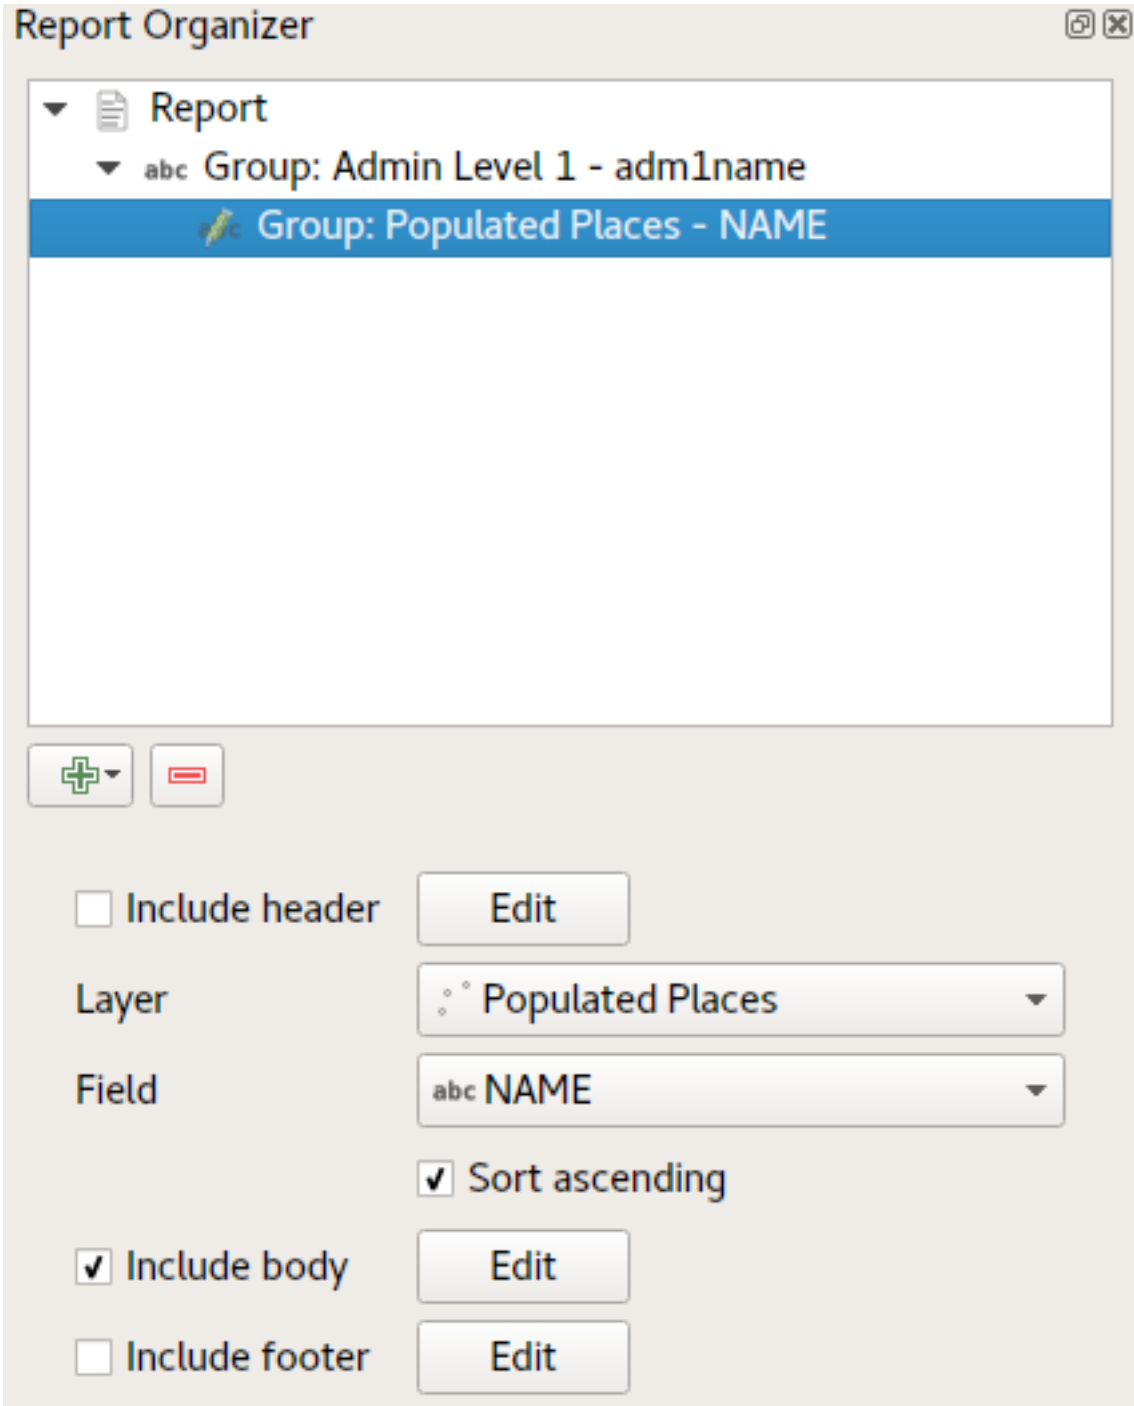 Report Organizer
Report
abc Group: Admin Level 1 - adm1name
Group: Populated Places - NAME
Include header Edit
Layer Populated Places
Field abc NAME
Sort ascending
Include body Edit
Include footer Edit